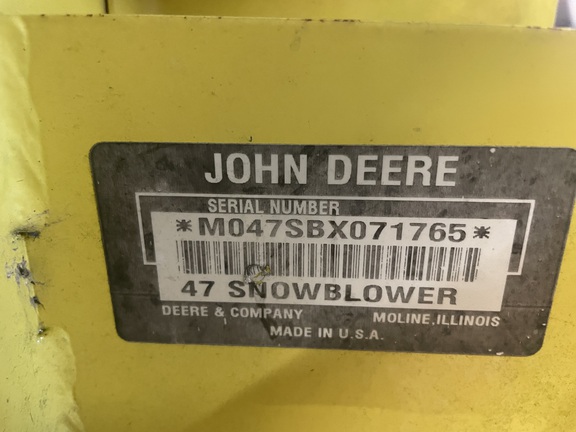 JOHN DEERE
SERIAL NUMBER
*M047SBX071765*
47 SNOWBLOWER
DEERE & COMPANY MOLINE, ILLINOIS
MADE IN U.S.A.